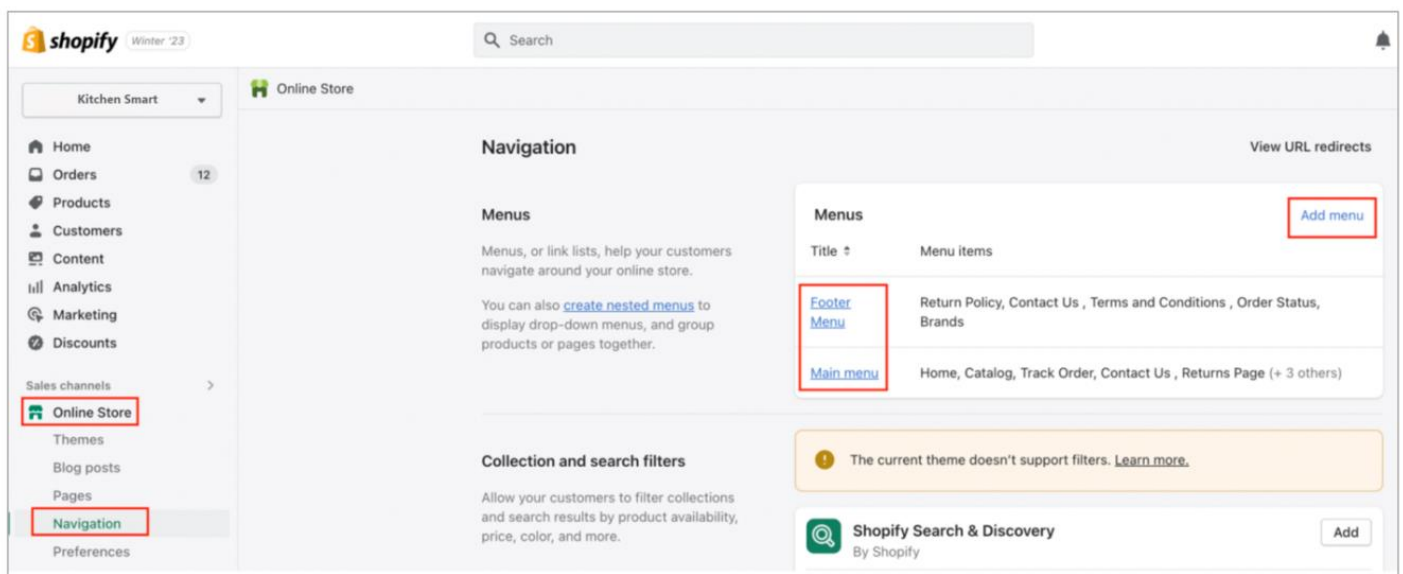 shopify Winter '23
Search
Kitchen Smart
Online Store
Home
Orders 12
Products
Customers
Content
Analytics
Marketing
Discounts
Sales channels
Online Store
Themes
Blog posts
Pages
Navigation
Preferences
Navigation
View URL redirects
Menus
Menus, or link lists, help your customers
navigate around your online store.
You can also create nested menus to
display drop-down menus, and group
products or pages together.
Menus
Add menu
Title Menu items
Footer
Menu
Return Policy, Contact Us , Terms and Conditions , Order Status,
Brands
Main menu
Home, Catalog, Track Order, Contact Us , Returns Page (+ 3 others)
Collection and search filters
Allow your customers to filter collections
and search results by product availability,
price, color, and more.
The current theme doesn't support filters. Learn more.
Shopify Search & Discovery
By Shopify
Add